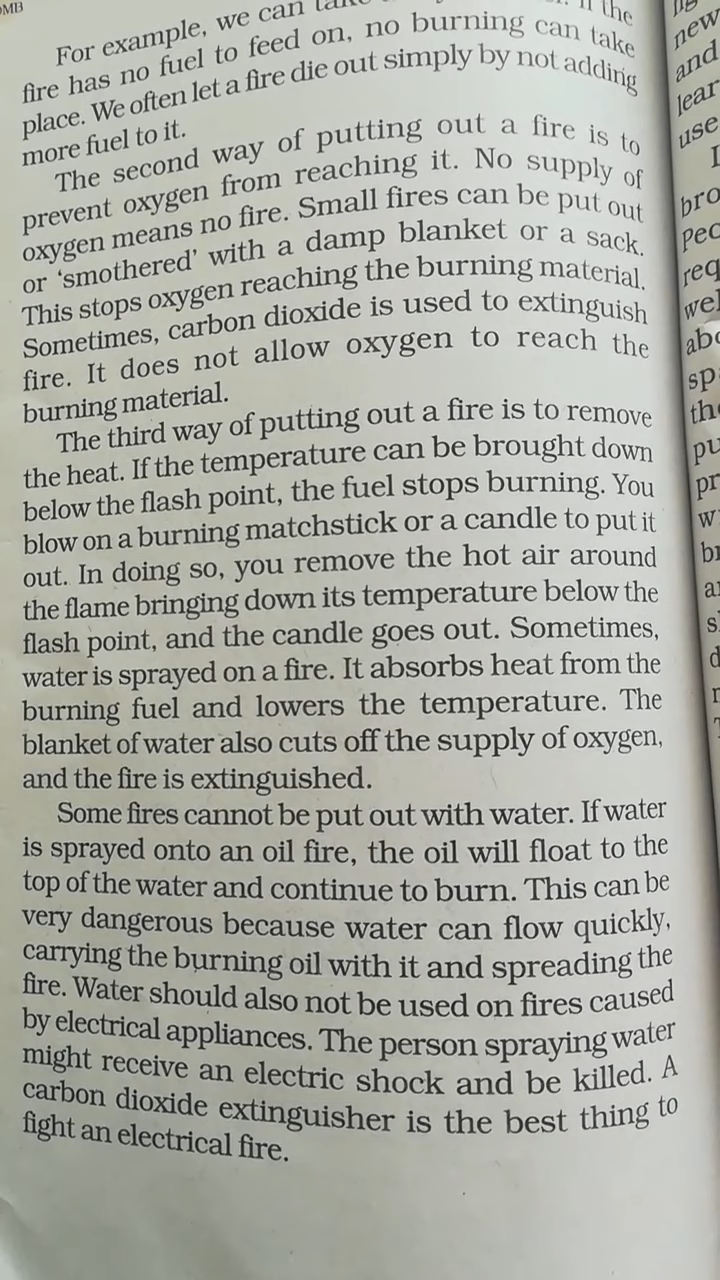 For example, we can
the
fire has no fuel to feed on, no burning can take
place. We often let a fire die out simply by not adding
more fuel to it.
The second way of putting out a fire is to
prevent oxygen from reaching it. No supply of
oxygen means no fire. Small fires can be put out
or ‘smothered’ with a damp blanket or a sack.
This stops oxygen reaching the burning material.
Sometimes, carbon dioxide is used to extinguish
fire. It does not allow oxygen to reach the
burning material.
The third way of putting out a fire is to remove
the heat. If the temperature can be brought down
below the flash point, the fuel stops burning. You
blow on a burning matchstick or a candle to put it
out. In doing so, you remove the hot air around
the flame bringing down its temperature below the
flash point, and the candle goes out. Sometimes,
water is sprayed on a fire. It absorbs heat from the
burning fuel and lowers the temperature. The
blanket of water also cuts off the supply of oxygen,
and the fire is extinguished.
Some fires cannot be put out with water. If water
is sprayed onto an oil fire, the oil will float to the
top of the water and continue to burn. This can be
very dangerous because water can flow quickly,
carrying the burning oil with it and spreading the
fire. Water should also not be used on fires caused
by electrical appliances. The person spraying water
might receive an electric shock and be killed. A
carbon dioxide extinguisher is the best thing to
fight an electrical fire.
new
and
use